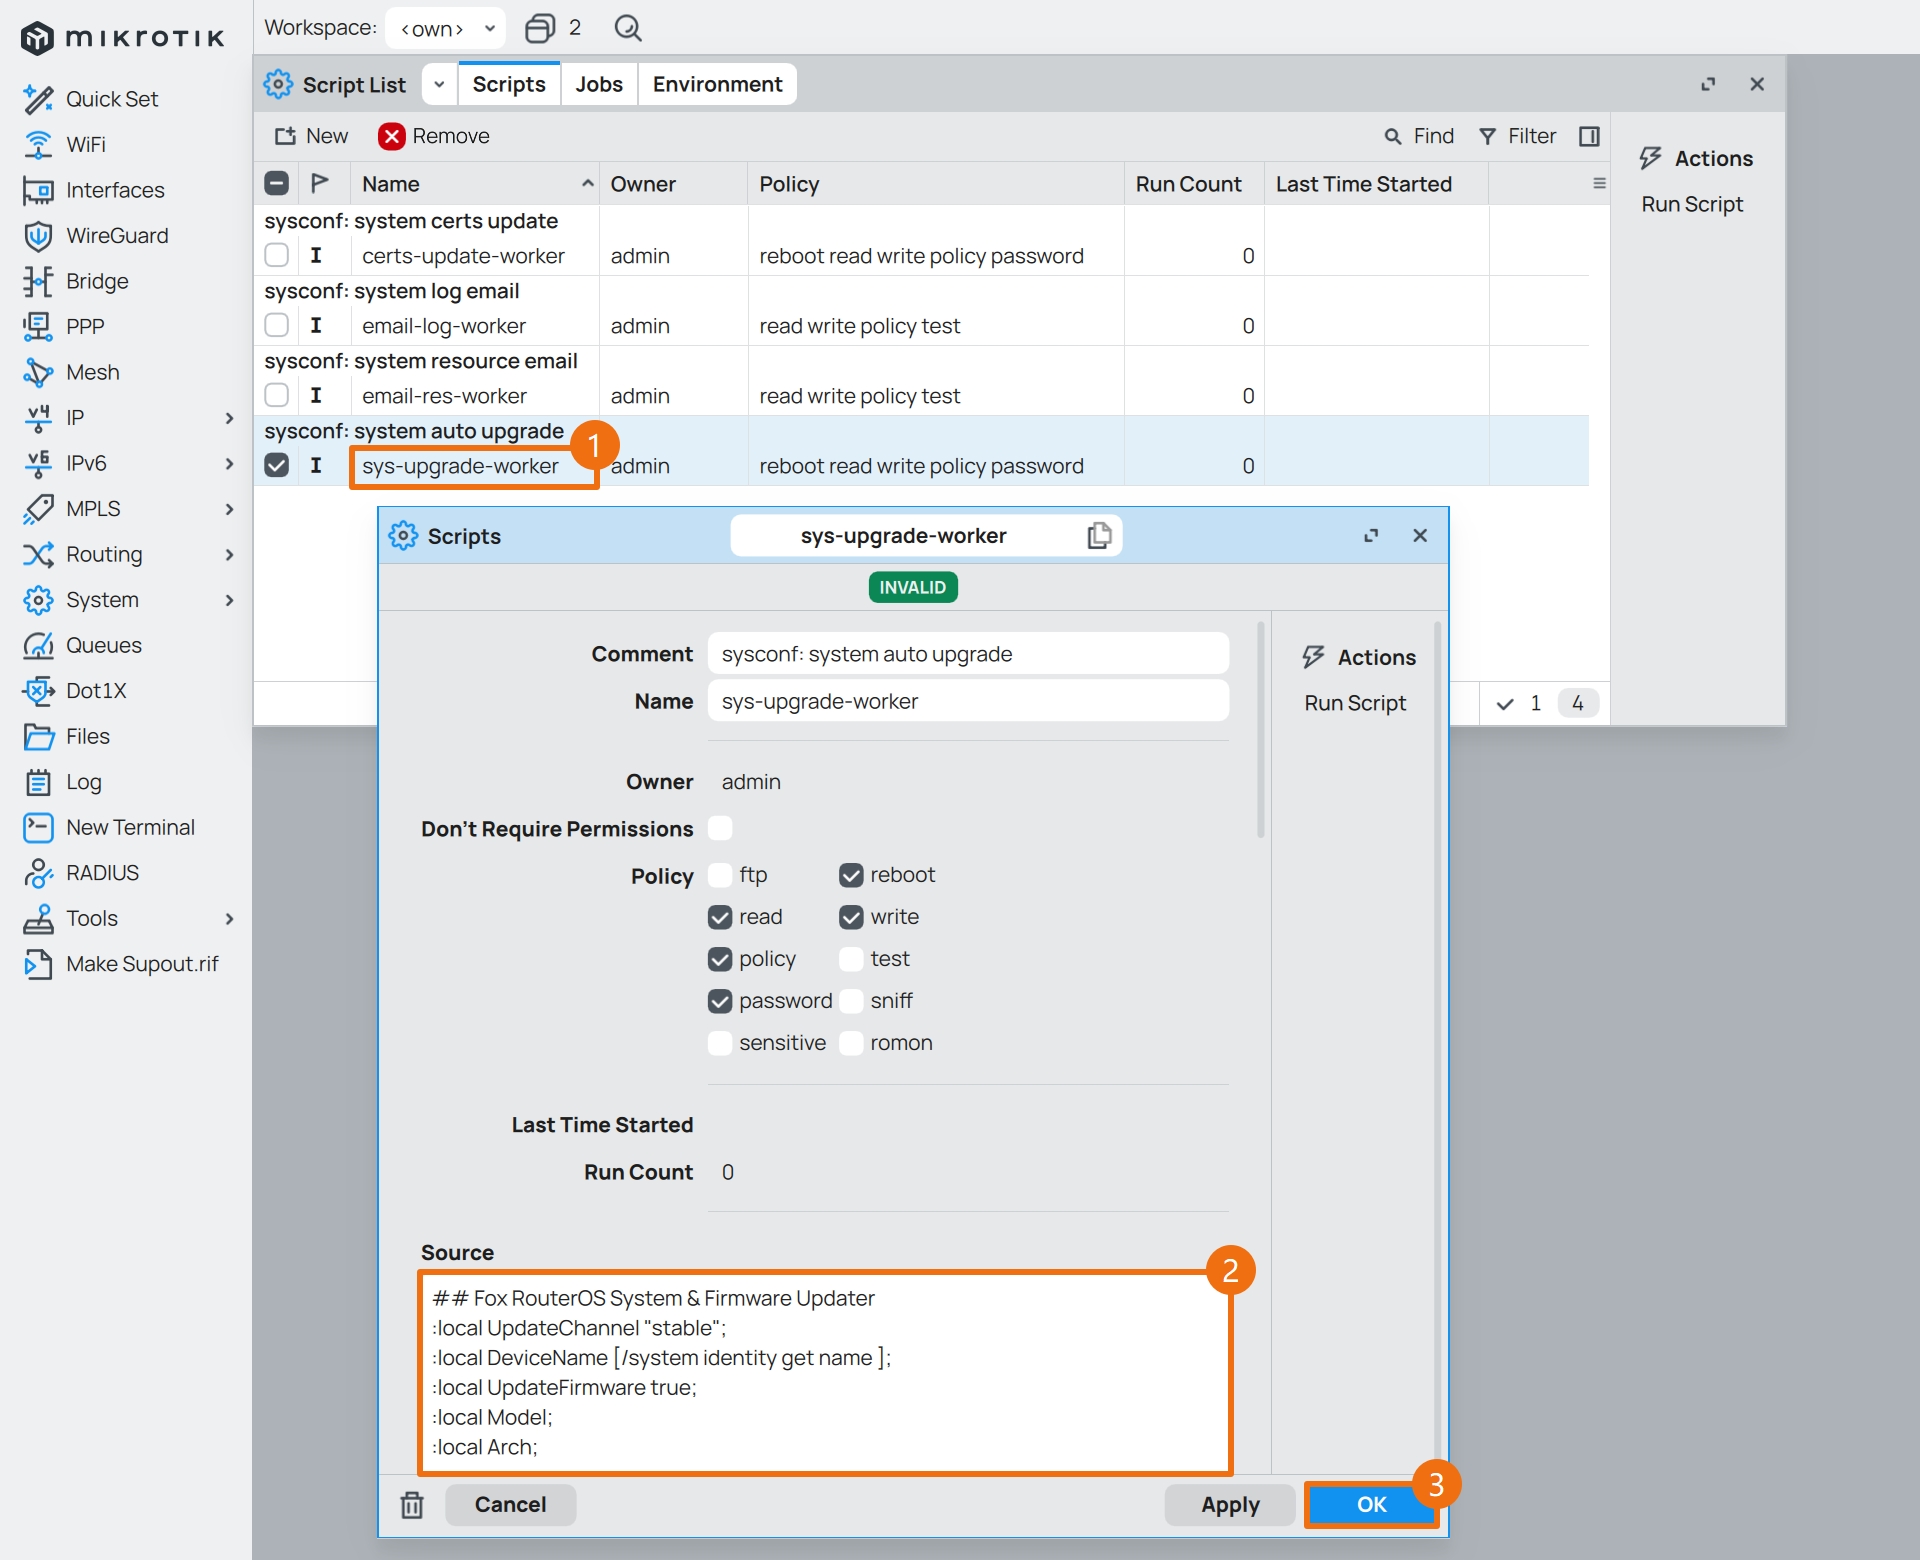 mikrotik
Workspace: <own> 2
Quick Set
WiFi
Interfaces
WireGuard
Bridge
PPP
Mesh
IP
IPv6
MPLS
Routing
System
Queues
Dot1X
Files
Log
New Terminal
RADIUS
Tools
Make Supout.rif
Script List Scripts Jobs Environment
New Remove Find Filter
Name Owner Policy Run Count Last Time Started
sysconf: system certs update
I certs-update-worker admin reboot read write policy password 0
sysconf: system log email
I email-log-worker admin read write policy test 0
sysconf: system resource email
I email-res-worker admin read write policy test 0
sysconf: system auto upgrade
I sys-upgrade-worker admin reboot read write policy password 0
1
Actions
Run Script
1 4
Scripts sys-upgrade-worker
INVALID
Comment sysconf: system auto upgrade
Name sys-upgrade-worker
Owner admin
Don't Require Permissions
Policy ftp reboot
read write
policy test
password sniff
sensitive romon
Last Time Started
Run Count 0
Source
2
## Fox RouterOS System & Firmware Updater
:local UpdateChannel "stable";
:local DeviceName [/system identity get name ];
:local UpdateFirmware true;
:local Model;
:local Arch;
Actions
Run Script
Cancel Apply OK
3